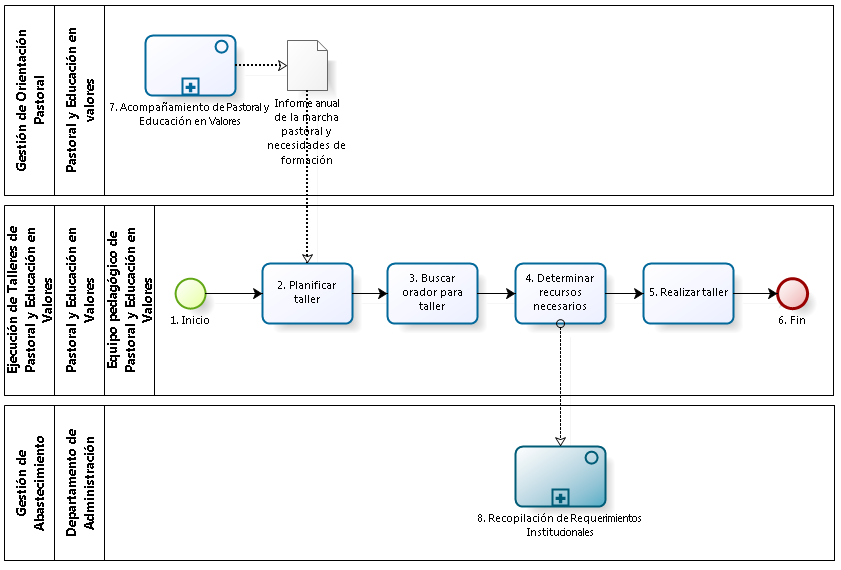 Gestión de Orientación
Pastoral
Pastoral y Educación en
valores
7. Acompañamiento de Pastoral y
Educación en Valores
Informe anual
de la marcha
pastoral y
necesidades de
formación
Ejecución de Talleres de
Pastoral y Educación en
Valores
Pastoral y Educación en
Valores
Equipo pedagógico de
Pastoral y Educación en
Valores
1. Inicio
2. Planificar
taller
3. Buscar
orador para
taller
4. Determinar
recursos
necesarios
5. Realizar taller
6. Fin
Gestión de
Abastecimiento
Departamento de
Administración
8. Recopilación de Requerimientos
Institucionales